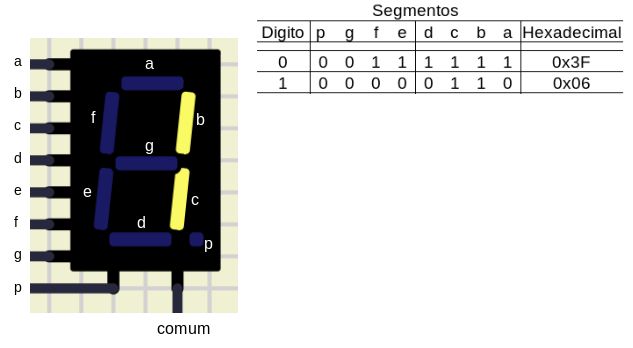 a
b
c
d
e
f
g
p
a
f
b
g
e
c
d
p
comum
Segmentos
Digito p g f e d c b a Hexadecimal
0 0 0 1 1 1 1 1 1 0x3F
1 0 0 0 0 0 1 1 0 0x06